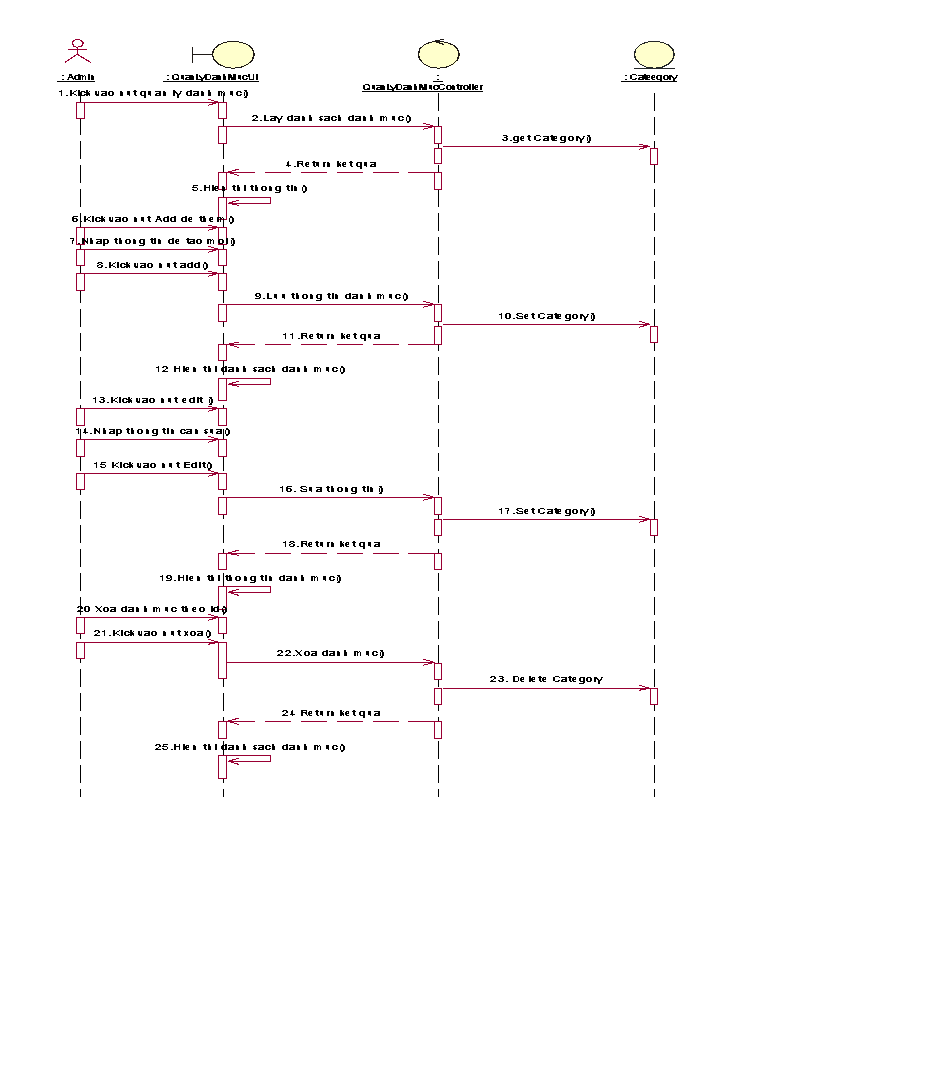 : Admin
: QuanLyDanhMucUI
:
QuanLyDanhMucController
: Cateegory
1.Kick vao nut quan ly danh muc()
2.Lay danh sach danh muc()
3.get Category()
4.Return ket qua
5.Hien thi thong tin ()
6.Kick vao nut Add de them()
7.Nhap thong tin de tao moi()
8.Kick vao nut add()
9.Luu thong tin danh muc()
10.Set Category()
11.Return ket qua
12 Hien thi danh sach danh muc()
13.Kick vao nut edit ()
14.Nhap thong tin can sua()
15 Kick vao nut Edit()
16. Sua thong tin ()
17.Set Category()
18.Return ket qua
19.Hien thi thong tin danh muc()
20 Xoa danh muc theo id()
21.Kick vao nut xoa()
22.Xoa danh muc()
23. Delete Category
24 Return ket qua
25.Hien thi danh sach danh muc()